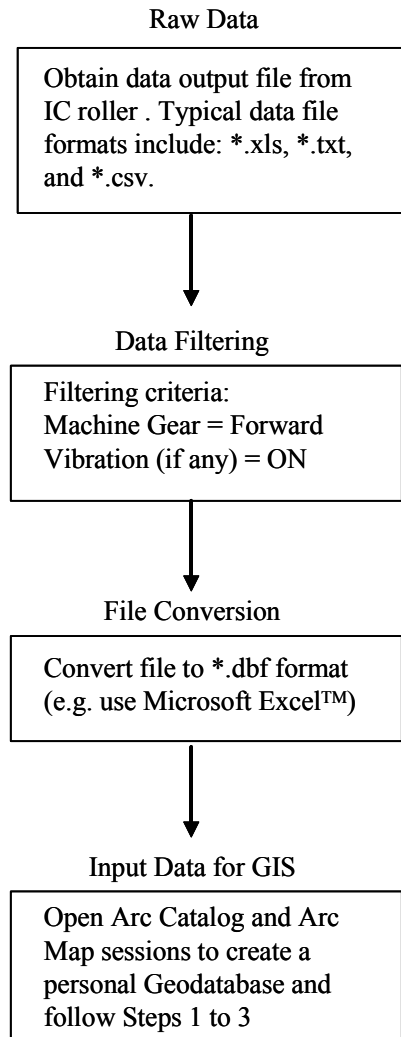 Raw Data
Obtain data output file from
IC roller . Typical data file
formats include: *.xls, *.txt,
and *.csv.
Data Filtering
Filtering criteria:
Machine Gear = Forward
Vibration (if any) = ON
File Conversion
Convert file to *.dbf format
(e.g. use Microsoft Excel™)
Input Data for GIS
Open Arc Catalog and Arc
Map sessions to create a
personal Geodatabase and
follow Steps 1 to 3